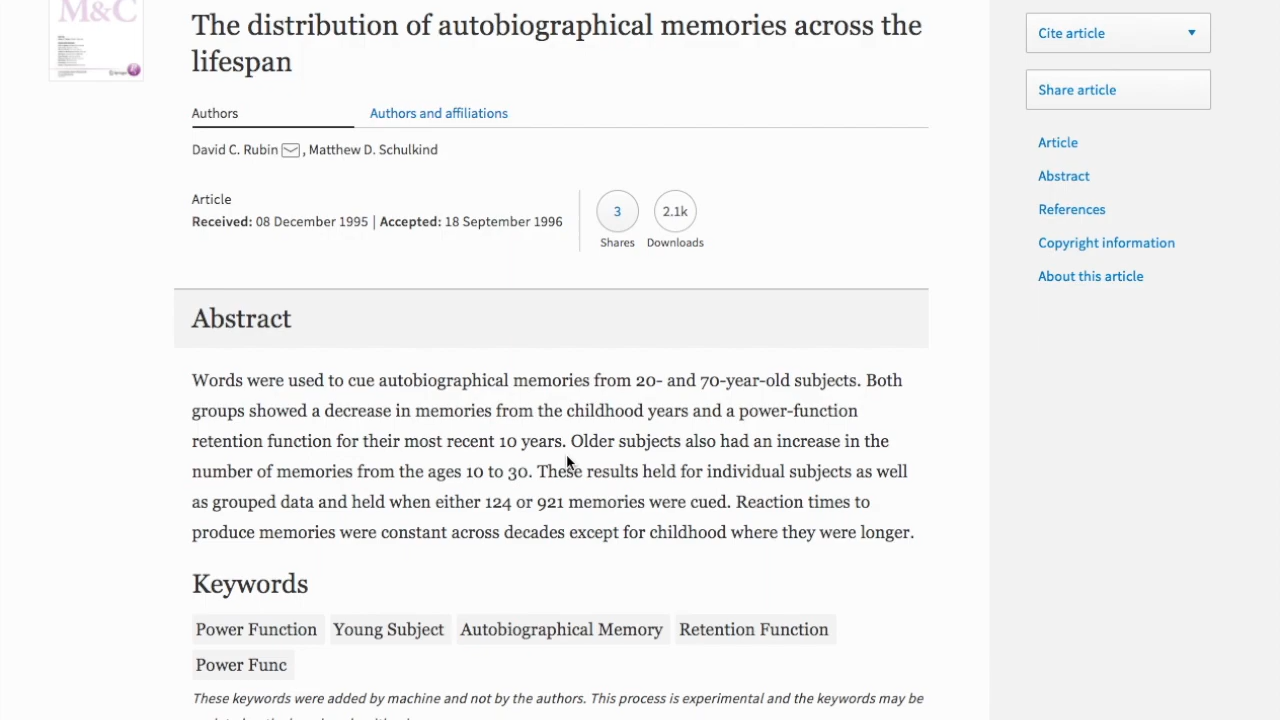 M&C
The distribution of autobiographical memories across the
lifespan
Authors
Authors and affiliations
David C. Rubin , Matthew D. Schulkind
Article
Received: 08 December 1995 | Accepted: 18 September 1996
3
Shares
2.1k
Downloads
Abstract
Words were used to cue autobiographical memories from 20- and 70-year-old subjects. Both
groups showed a decrease in memories from the childhood years and a power-function
retention function for their most recent 10 years. Older subjects also had an increase in the
number of memories from the ages 10 to 30. These results held for individual subjects as well
as grouped data and held when either 124 or 921 memories were cued. Reaction times to
produce memories were constant across decades except for childhood where they were longer.
Keywords
Power Function
Young Subject
Autobiographical Memory
Retention Function
Power Func
These keywords were added by machine and not by the authors. This process is experimental and the keywords may be
Cite article
Share article
Article
Abstract
References
Copyright information
About this article